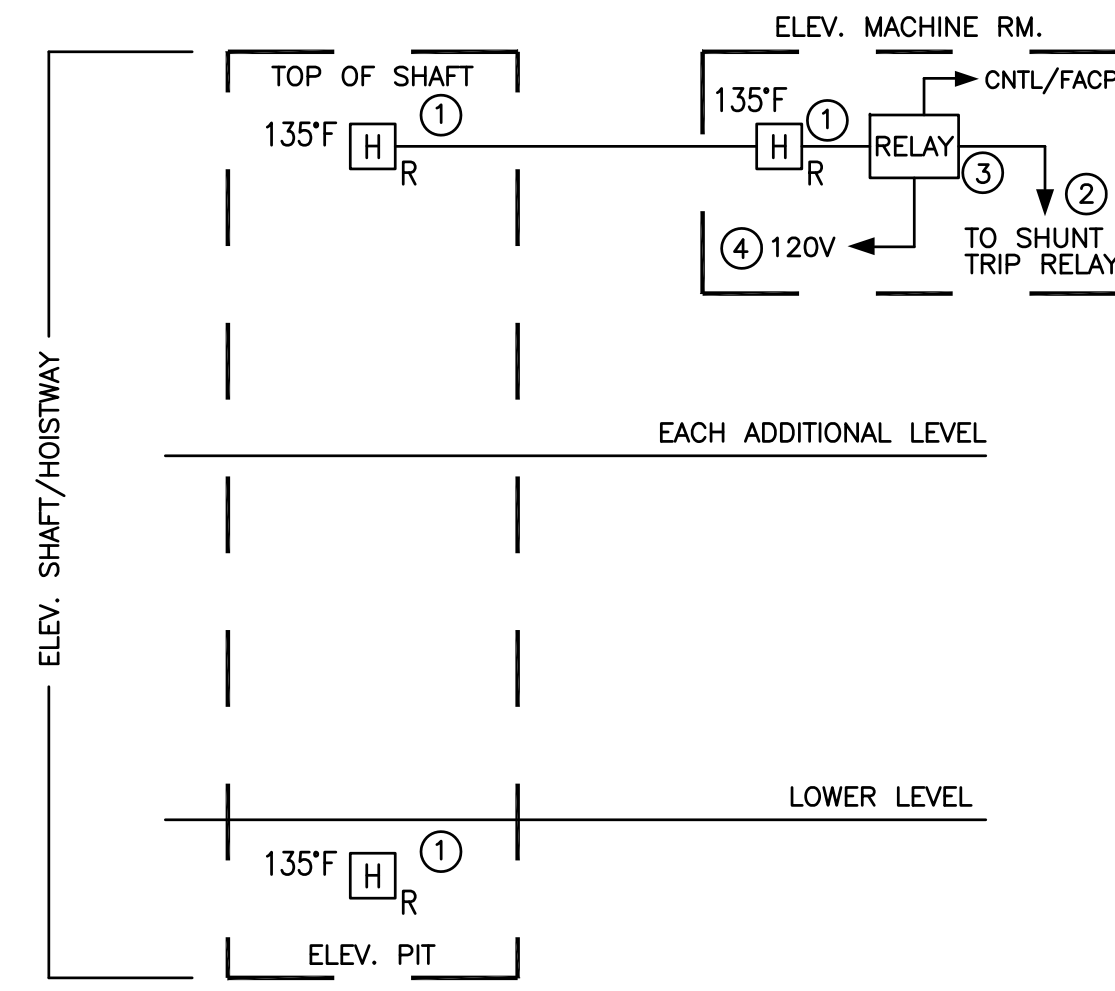 ELEV. MACHINE RM.
TOP OF SHAFT
1
135°F
H
R
135°F
1
H
R
RELAY
CNTL/FACP
3
2
4 120V
TO SHUNT
TRIP RELAY
ELEV. SHAFT/HOISTWAY
EACH ADDITIONAL LEVEL
LOWER LEVEL
135°F
1
H
R
ELEV. PIT